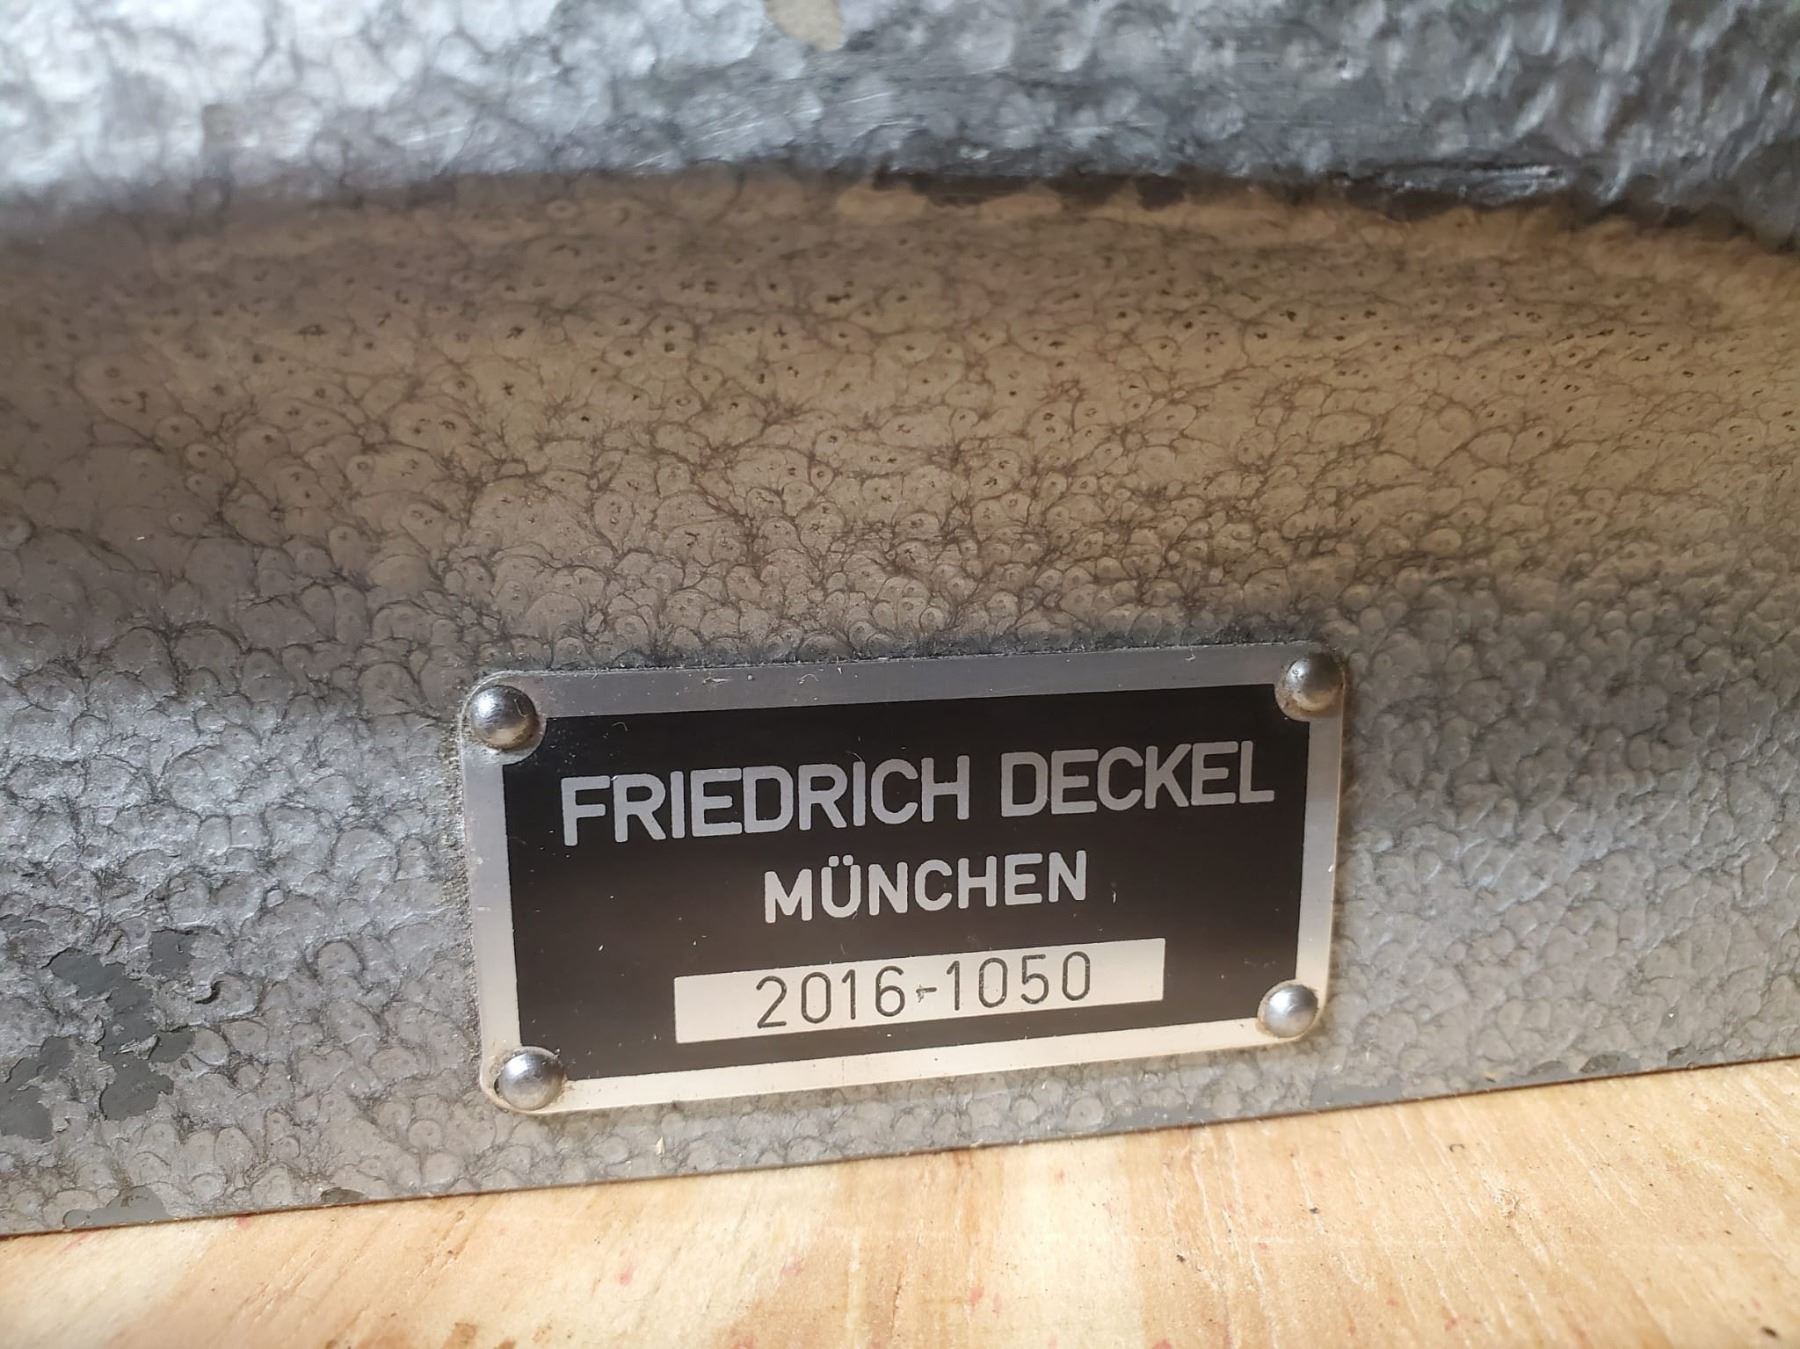 FRIEDRICH DECKEL
MÜNCHEN
2016-1050